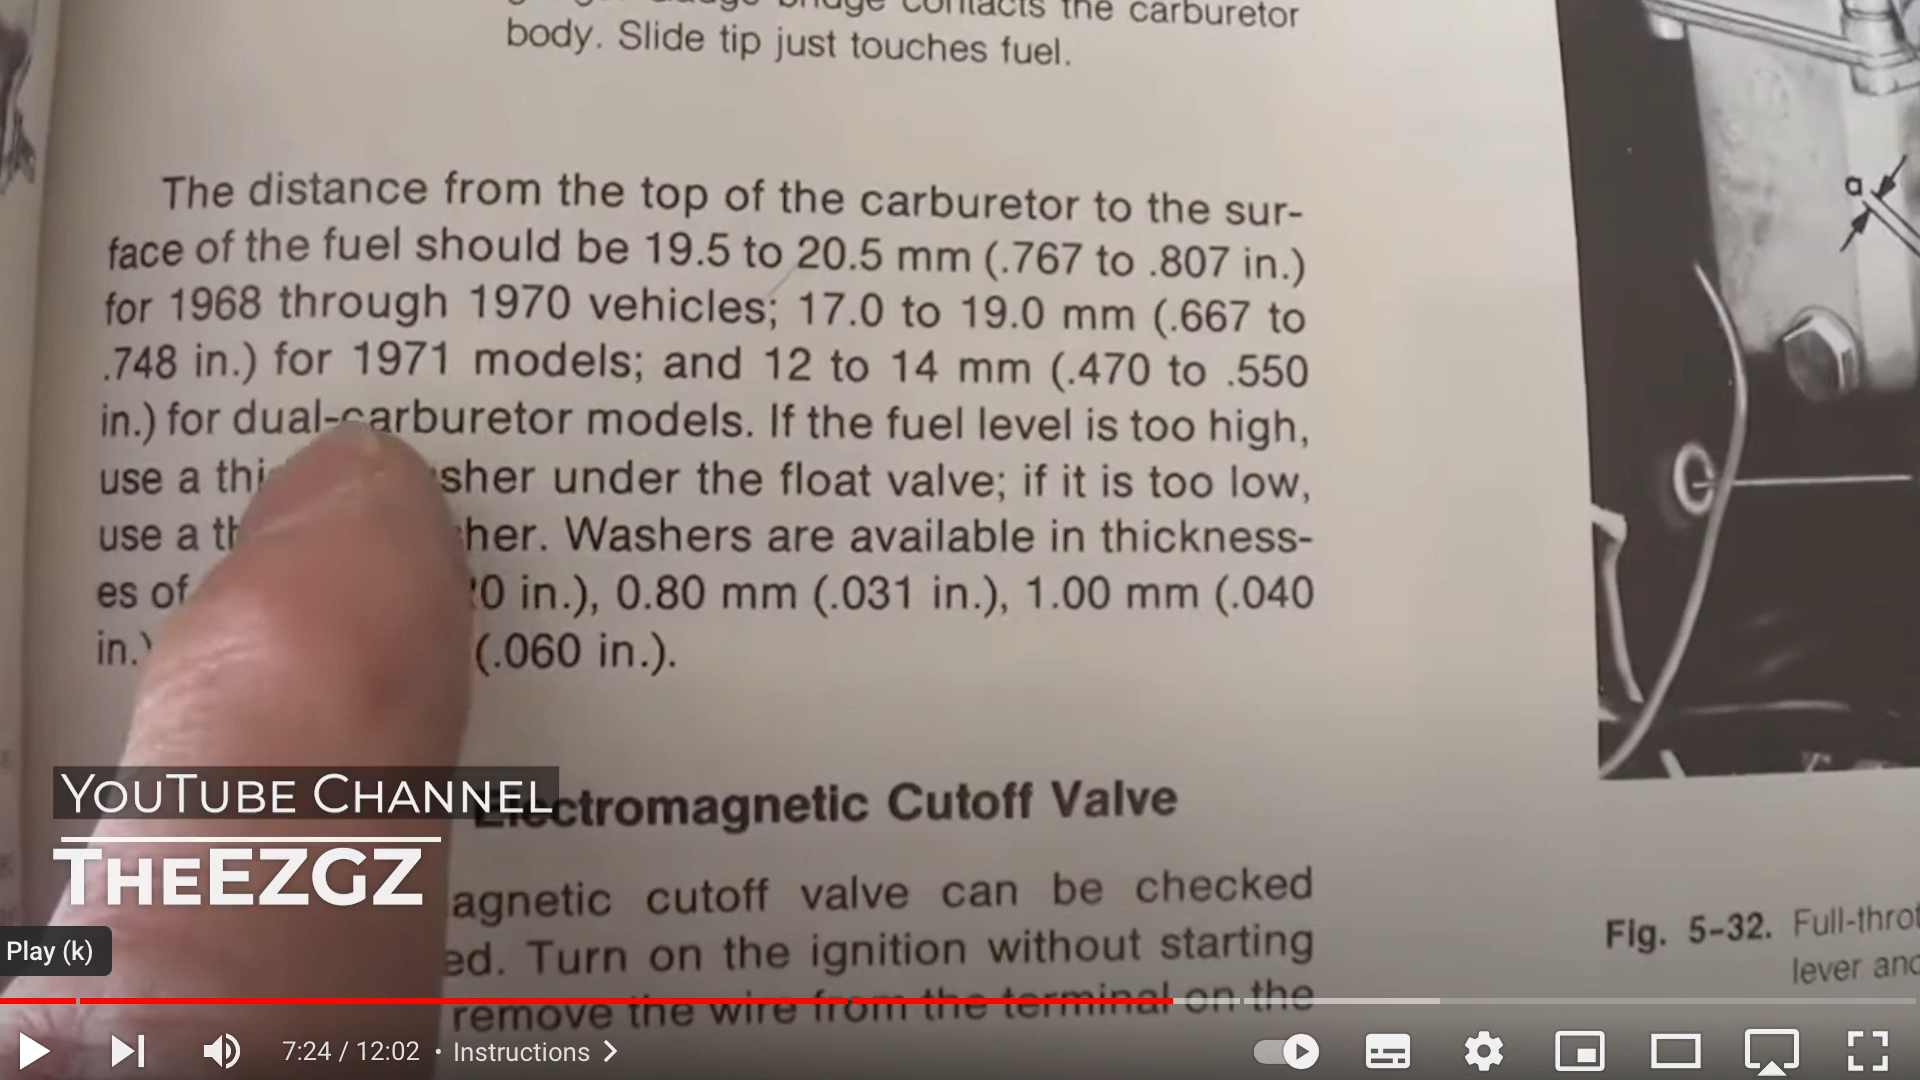 contacts the carburetor
body. Slide tip just touches fuel.
The distance from the top of the carburetor to the sur-
face of the fuel should be 19.5 to 20.5 mm (.767 to .807 in.)
for 1968 through 1970 vehicles; 17.0 to 19.0 mm (.667 to
.748 in.) for 1971 models; and 12 to 14 mm (.470 to .550
in.) for dual-carburetor models. If the fuel level is too high,
use a sher under the float valve; if it is too low,
use a her. Washers are available in thickness-
es of 0 in.), 0.80 mm (.031 in.), 1.00 mm (.040
in.) (.060 in.).
Electromagnetic Cutoff Valve
agnetic cutoff valve can be checked
ed. Turn on the ignition without starting
remove the wire from the terminal on the
a
Fig. 5-32. Full-throt
lever and
YouTube Channel
TheEZGZ
Play (k)
7:24 / 12:02 • Instructions >